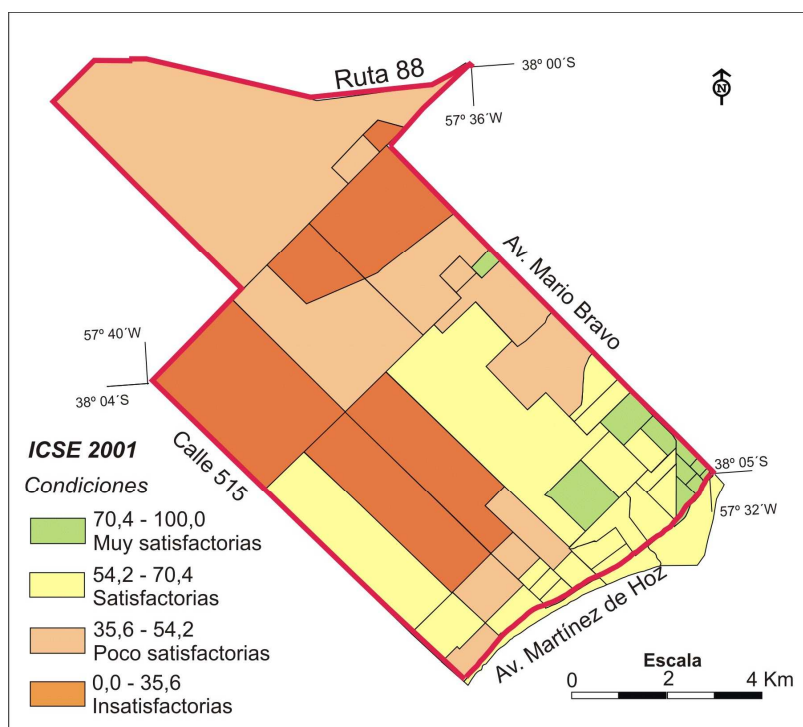 Ruta 88
38º 00´S
57º 36´W
N
Av. Mario Bravo
57º 40´W
38º 04´S
Calle 515
38º 05´S
57º 32´W
Av. Martínez de Hoz
ICSE 2001
Condiciones
70,4 - 100,0
Muy satisfactorias
54,2 - 70,4
Satisfactorias
35,6 - 54,2
Poco satisfactorias
0,0 - 35,6
Insatisfactorias
Escala
0 2 4 Km